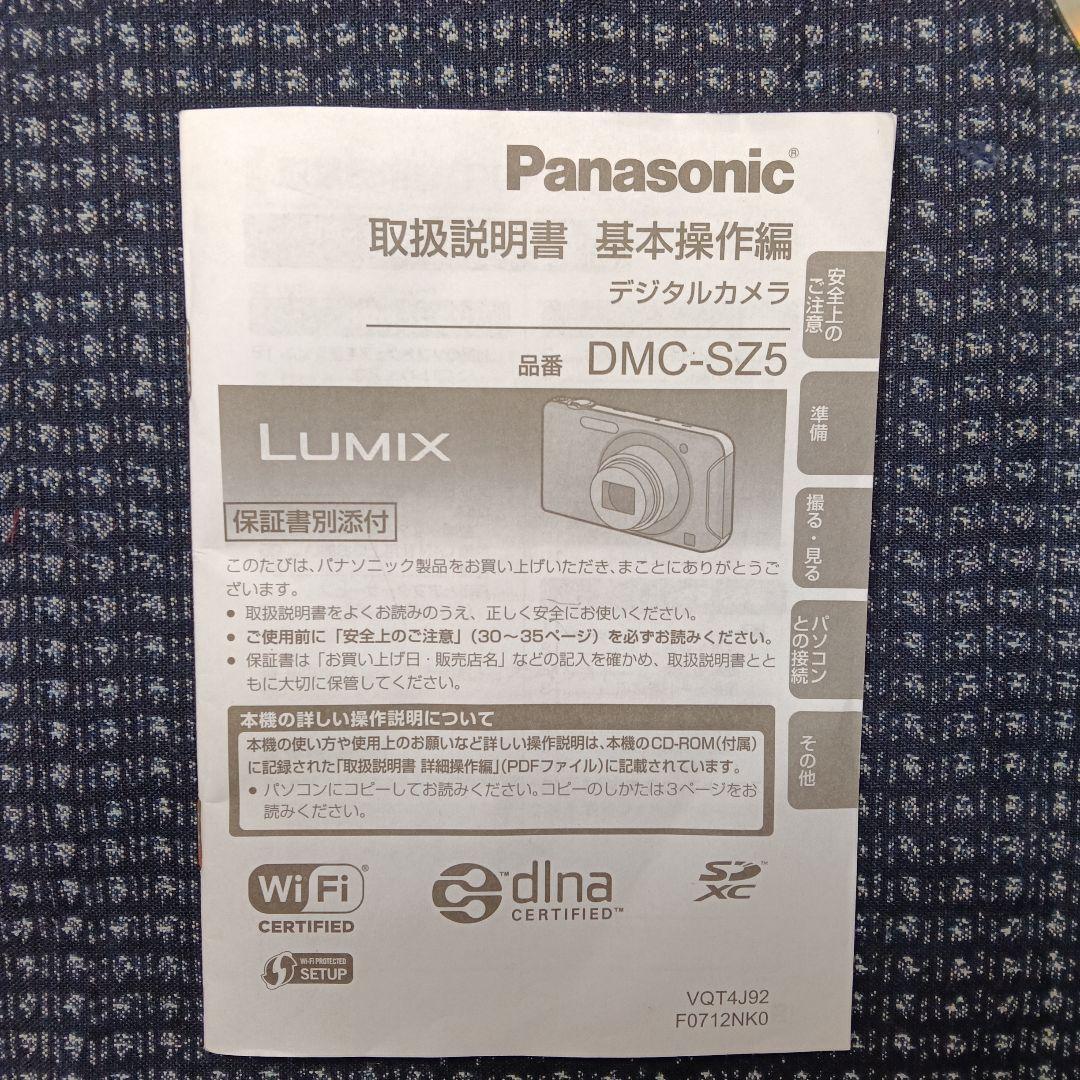 Panasonic®
取扱説明書 基本操作編
デジタルカメラ
品番 DMC-SZ5
LUMIX
保証書別添付
このたびは、パナソニック製品をお買い上げいただき、まことにありがとうご
ざいます。
● 取扱説明書をよくお読みのうえ、正しく安全にお使いください。
● ご使用前に「安全上のご注意」（30～35ページ）を必ずお読みください。
● 保証書は「お買い上げ日・販売店名」などの記入を確かめ、取扱説明書とと
もに大切に保管してください。
本機の詳しい操作説明について
本機の使い方や使用上のお願いなど詳しい操作説明は、本機のCD-ROM（付属）
に記録された「取扱説明書 詳細操作編」（PDFファイル）に記載されています。
● パソコンにコピーしてお読みください。コピーのしかたは3ページをお
読みください。
安全上の
ご注意
準備
撮る・見る
パソコン
との接続
その他
Wi Fi®
CERTIFIED
™dlna
CERTIFIED™
SD™
XC
Wi-Fi PROTECTED
SETUP
VQT4J92
F0712NK0